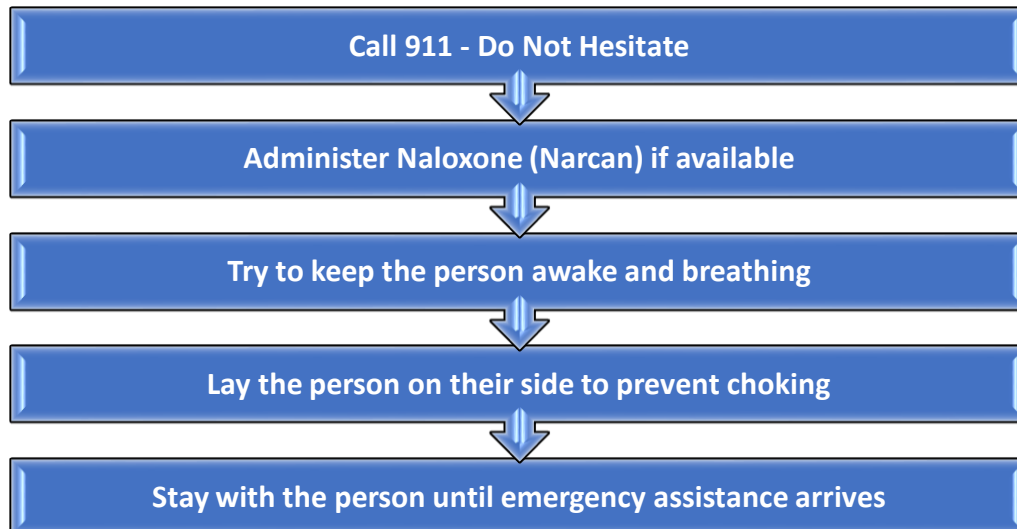 Call 911 - Do Not Hesitate
Administer Naloxone (Narcan) if available
Try to keep the person awake and breathing
Lay the person on their side to prevent choking
Stay with the person until emergency assistance arrives